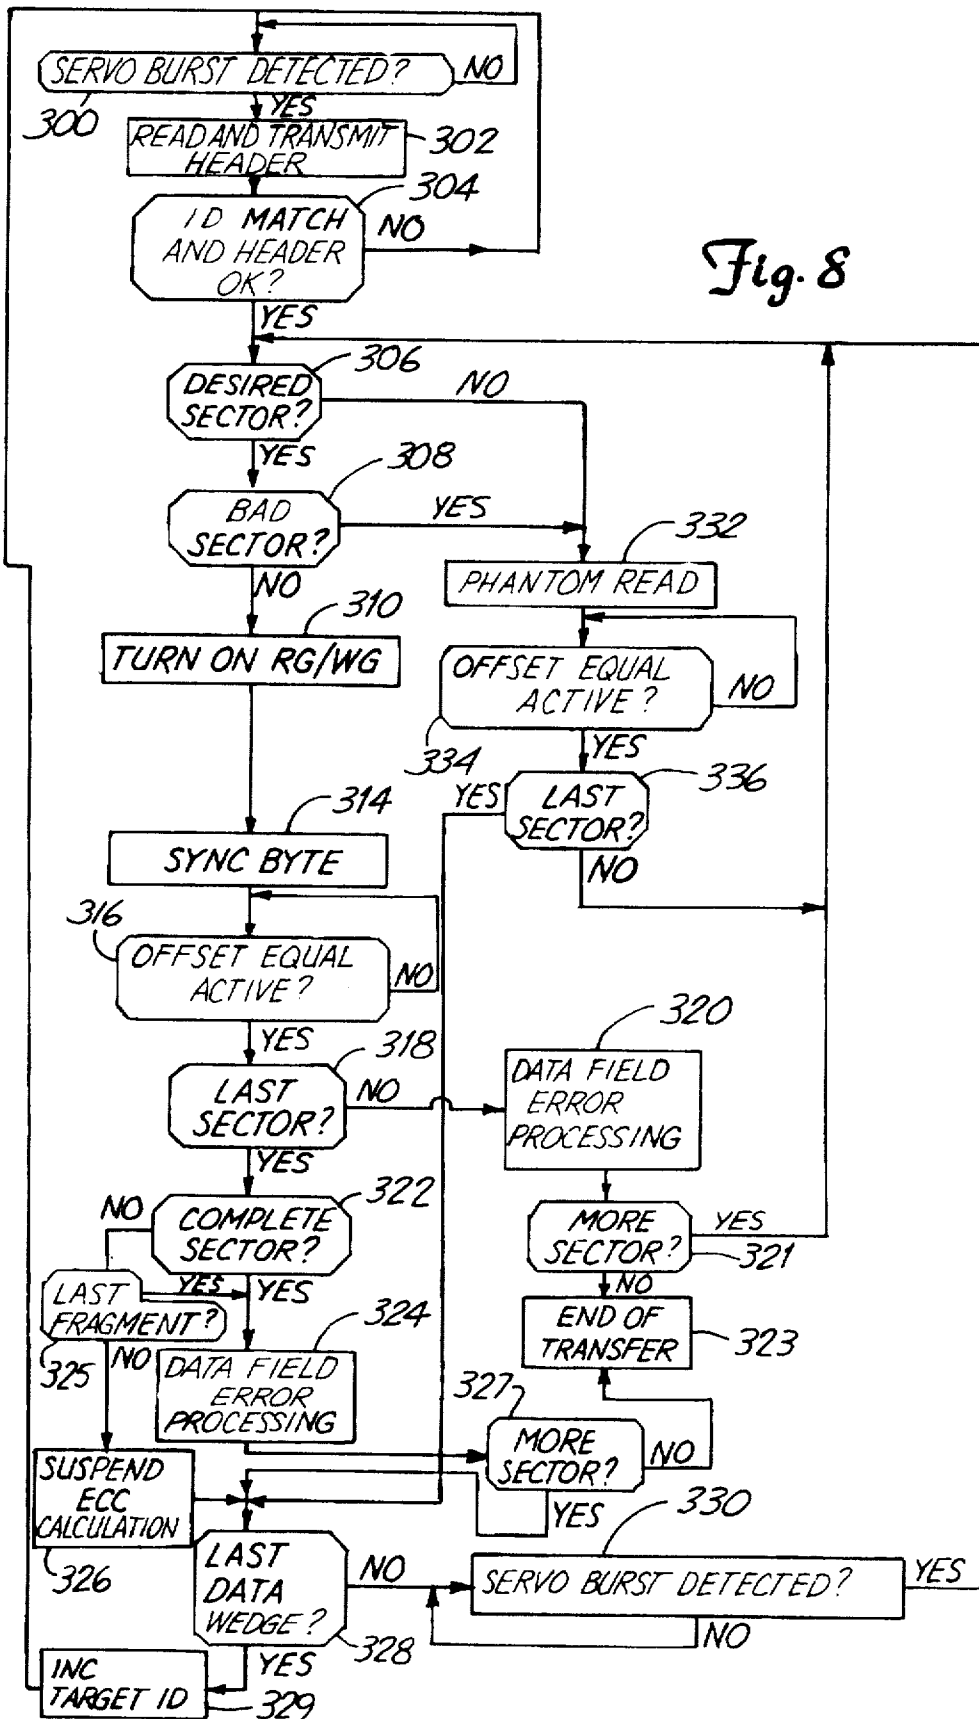 SERVO BURST DETECTED?
NO
300
YES
READ AND TRANSMIT
HEADER
302
304
ID MATCH
AND HEADER
OK?
NO
Fig. 8
YES
306
DESIRED
SECTOR?
NO
YES
308
BAD
SECTOR?
YES
332
NO
PHANTOM READ
310
TURN ON RG/WG
OFFSET EQUAL
ACTIVE?
NO
334
YES
336
314
YES
LAST
SECTOR?
SYNC BYTE
NO
316
OFFSET EQUAL
ACTIVE?
NO
YES
318
320
LAST
SECTOR?
NO
DATA FIELD
ERROR
PROCESSING
YES
322
NO
COMPLETE
SECTOR?
MORE
SECTOR?
YES
321
YES
YES
NO
LAST
FRAGMENT?
325
NO
324
END OF
TRANSFER
323
DATA FIELD
ERROR
PROCESSING
327
MORE
SECTOR?
NO
YES
SUSPEND
ECC
CALCULATION
326
330
LAST
DATA
WEDGE?
NO
SERVO BURST DETECTED?
YES
NO
328
YES
INC
TARGET ID
329